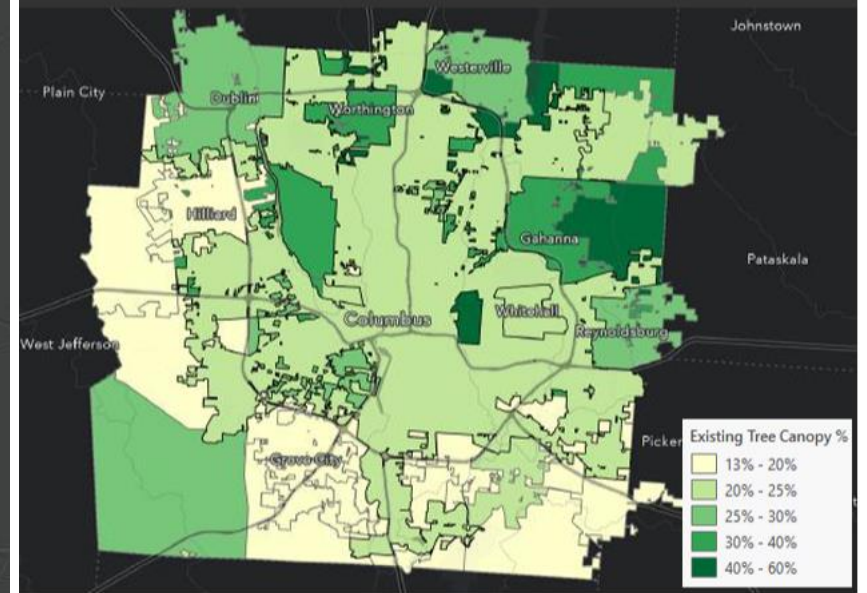 Johnstown
Westerville
Plain City
Dublin
Worthington
Hilliard
Gahanna
Pataskala
Columbus
Whitehall
Reynoldsburg
West Jefferson
Grove City
Picker
Existing Tree Canopy %
13% - 20%
20% - 25%
25% - 30%
30% - 40%
40% - 60%